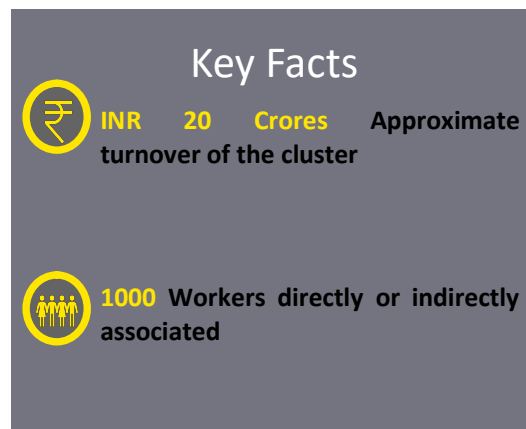 Key Facts
INR 20 Crores Approximate
turnover of the cluster
1000 Workers directly or indirectly
associated